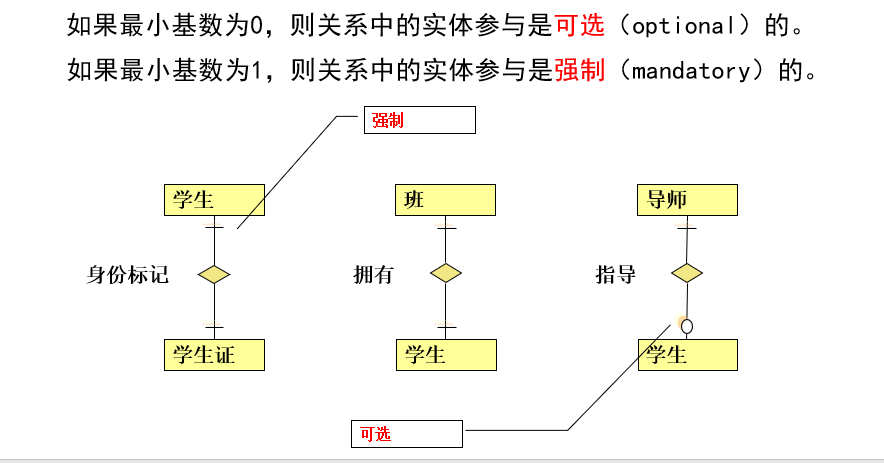 如果最小基数为0，则关系中的实体参与是可选（optional）的。
如果最小基数为1，则关系中的实体参与是强制（mandatory）的。
强制
学生
班
导师
身份标记
拥有
指导
学生证
学生
学生
可选